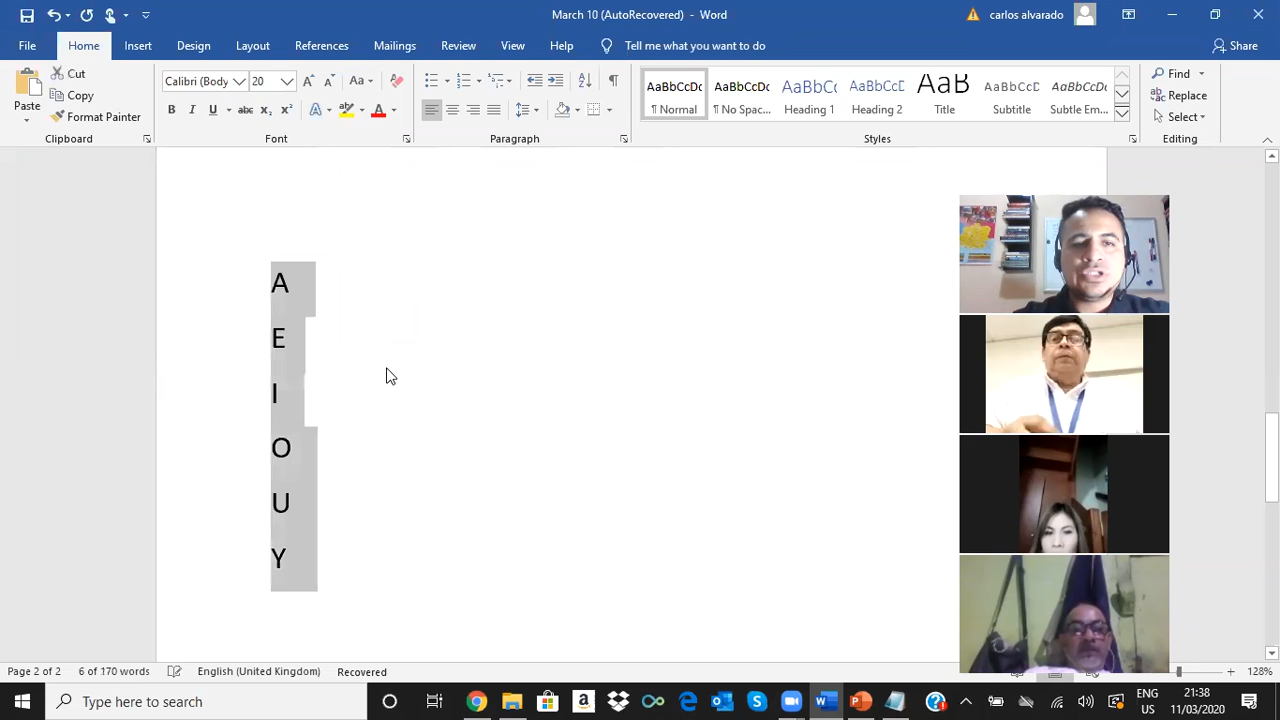 March 10 (AutoRecovered) - Word
carlos alvarado
File Home Insert Design Layout References Mailings Review View Help Tell me what you want to do Share
Paste
Cut
Copy
Format Painter
Clipboard
Calibri (Body 20
Font
Paragraph
AaBbCcDc AaBbCcDc AaBbCc AaBbCcD AaB AaBbCcD AaBbCcDc
¶ Normal ¶ No Spac... Heading 1 Heading 2 Title Subtitle Subtle Em...
Styles
Find
Replace
Select
Editing
A
E
I
O
U
Y
Page 2 of 2 6 of 170 words English (United Kingdom) Recovered 128%
Type here to search
ENG
US
21:38
11/03/2020